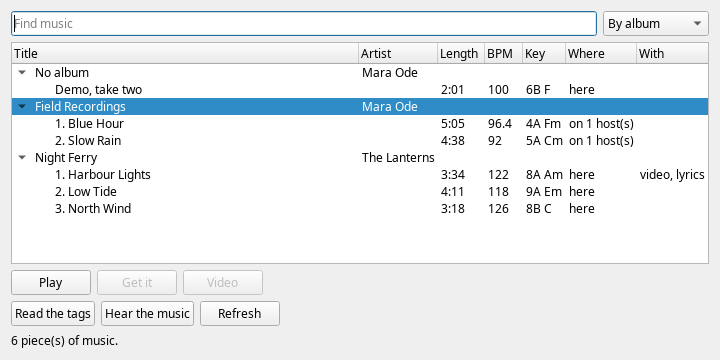 Find music By album
Title Artist Length BPM Key Where With
No album Mara Ode
Demo, take two 2:01 100 6B F here
Field Recordings Mara Ode
1. Blue Hour 5:05 96.4 4A Fm on 1 host(s)
2. Slow Rain 4:38 92 5A Cm on 1 host(s)
Night Ferry The Lanterns
1. Harbour Lights 3:34 122 8A Am here video, lyrics
2. Low Tide 4:11 118 9A Em here
3. North Wind 3:18 126 8B C here
Play Get it Video
Read the tags Hear the music Refresh
6 piece(s) of music.